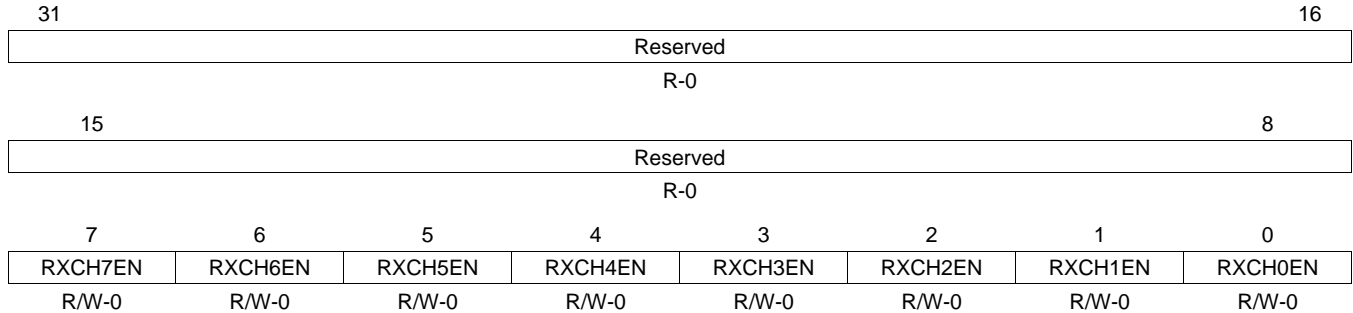 31 16
Reserved
R-0
15 8
Reserved
R-0
7 6 5 4 3 2 1 0
RXCH7EN RXCH6EN RXCH5EN RXCH4EN RXCH3EN RXCH2EN RXCH1EN RXCH0EN
R/W-0 R/W-0 R/W-0 R/W-0 R/W-0 R/W-0 R/W-0 R/W-0